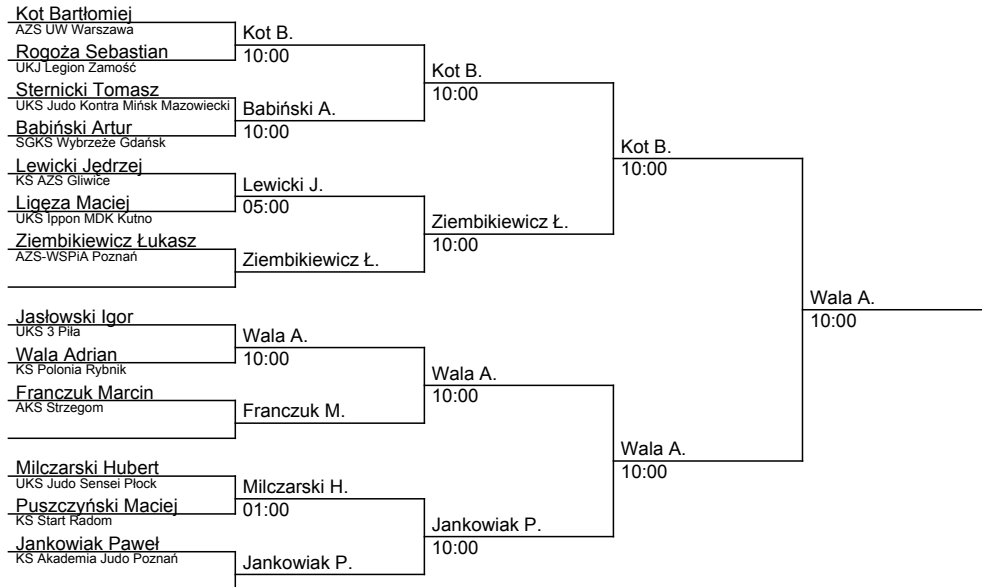 Kot Bartłomiej
AZS UW Warszawa
Rogoża Sebastian
UKJ Legion Zamość
Sternicki Tomasz
UKS Judo Kontra Mińsk Mazowiecki
Babiński Artur
SGKS Wybrzeże Gdańsk
Lewicki Jędrzej
KS AZS Gliwice
Ligęza Maciej
UKS Ippon MDK Kutno
Ziembikiewicz Łukasz
AZS-WSPiA Poznań
Jasłowski Igor
UKS 3 Piła
Wala Adrian
KS Polonia Rybnik
Franczuk Marcin
AKS Strzegom
Milczarski Hubert
UKS Judo Sensei Płock
Puszczyński Maciej
KS Start Radom
Jankowiak Paweł
KS Akademia Judo Poznań
Kot B.
10:00
Babiński A.
10:00
Lewicki J.
05:00
Ziembikiewicz Ł.
Wala A.
10:00
Franczuk M.
Milczarski H.
01:00
Jankowiak P.
Kot B.
10:00
Ziembikiewicz Ł.
10:00
Wala A.
10:00
Jankowiak P.
10:00
Kot B.
10:00
Wala A.
10:00
Wala A.
10:00